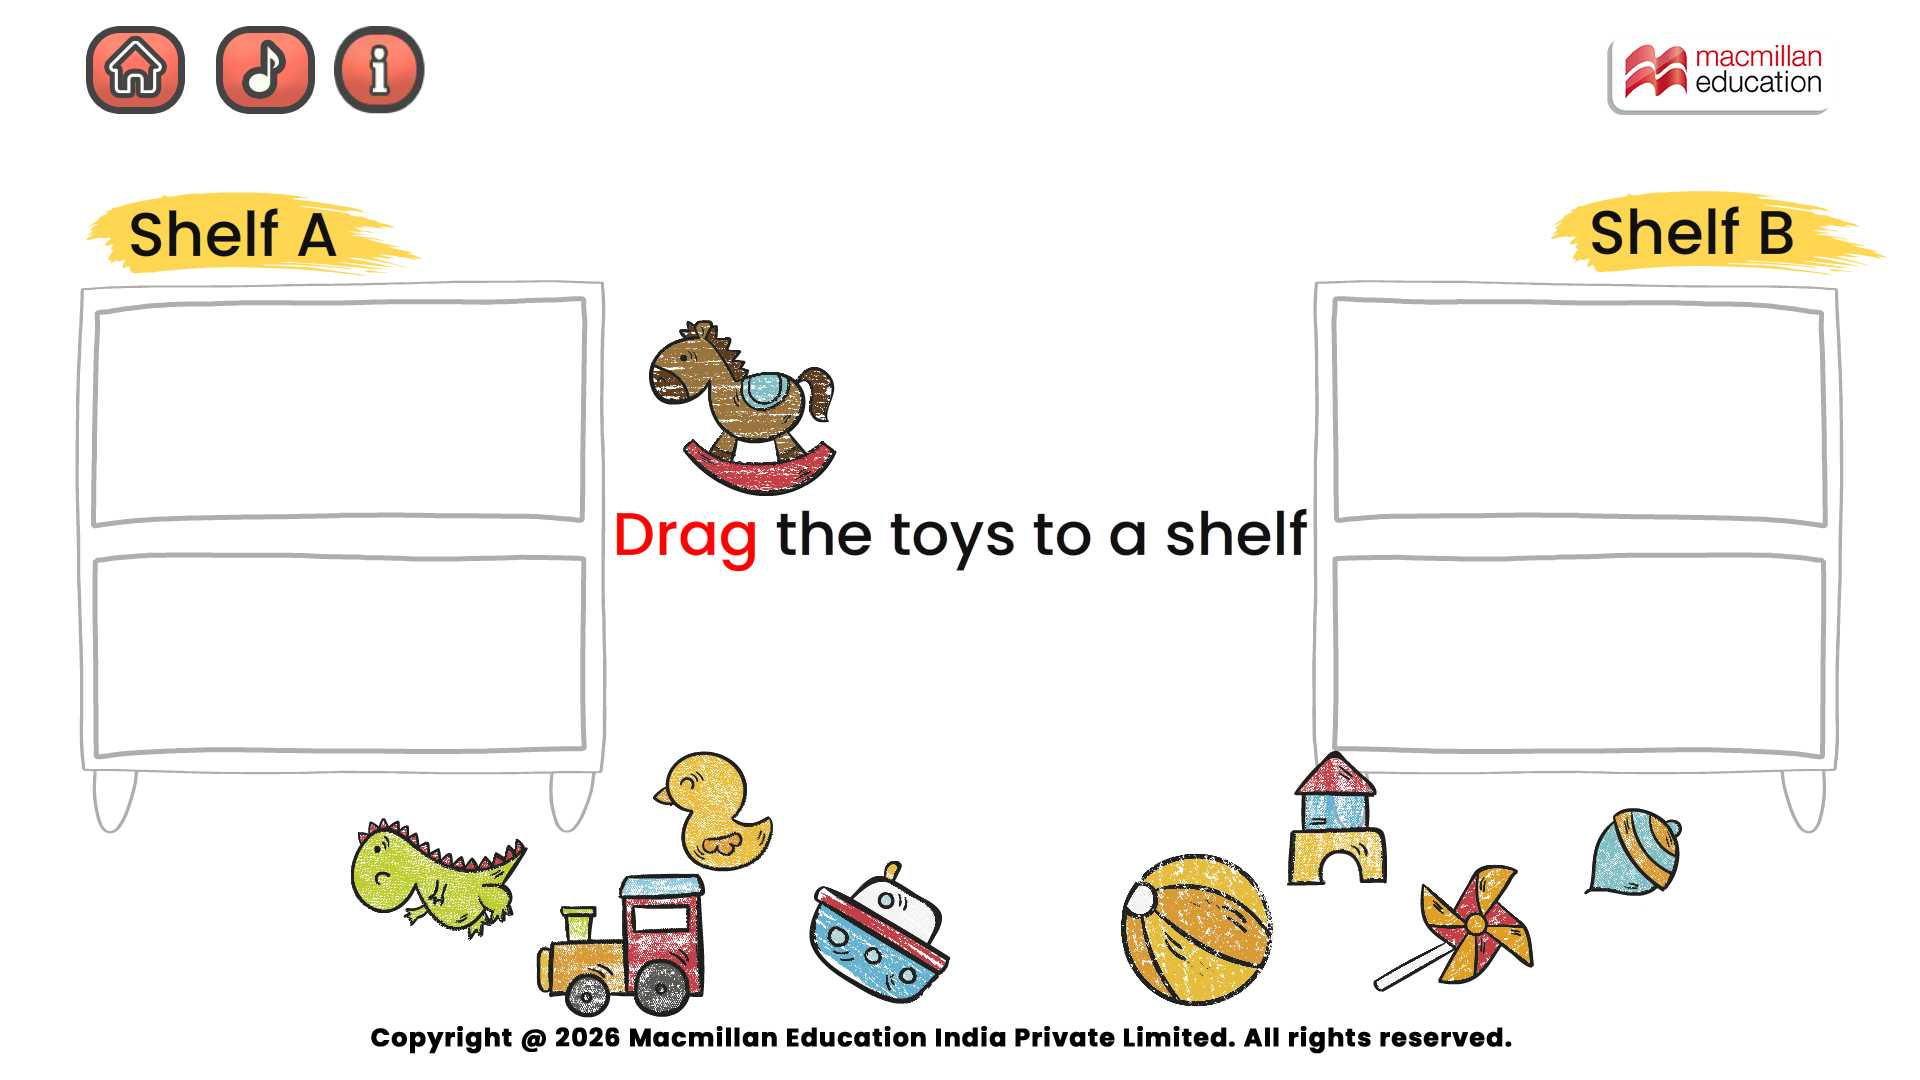 macmillan
education
Shelf A
Shelf B
Drag the toys to a shelf
Copyright @ 2026 Macmillan Education India Private Limited. All rights reserved.